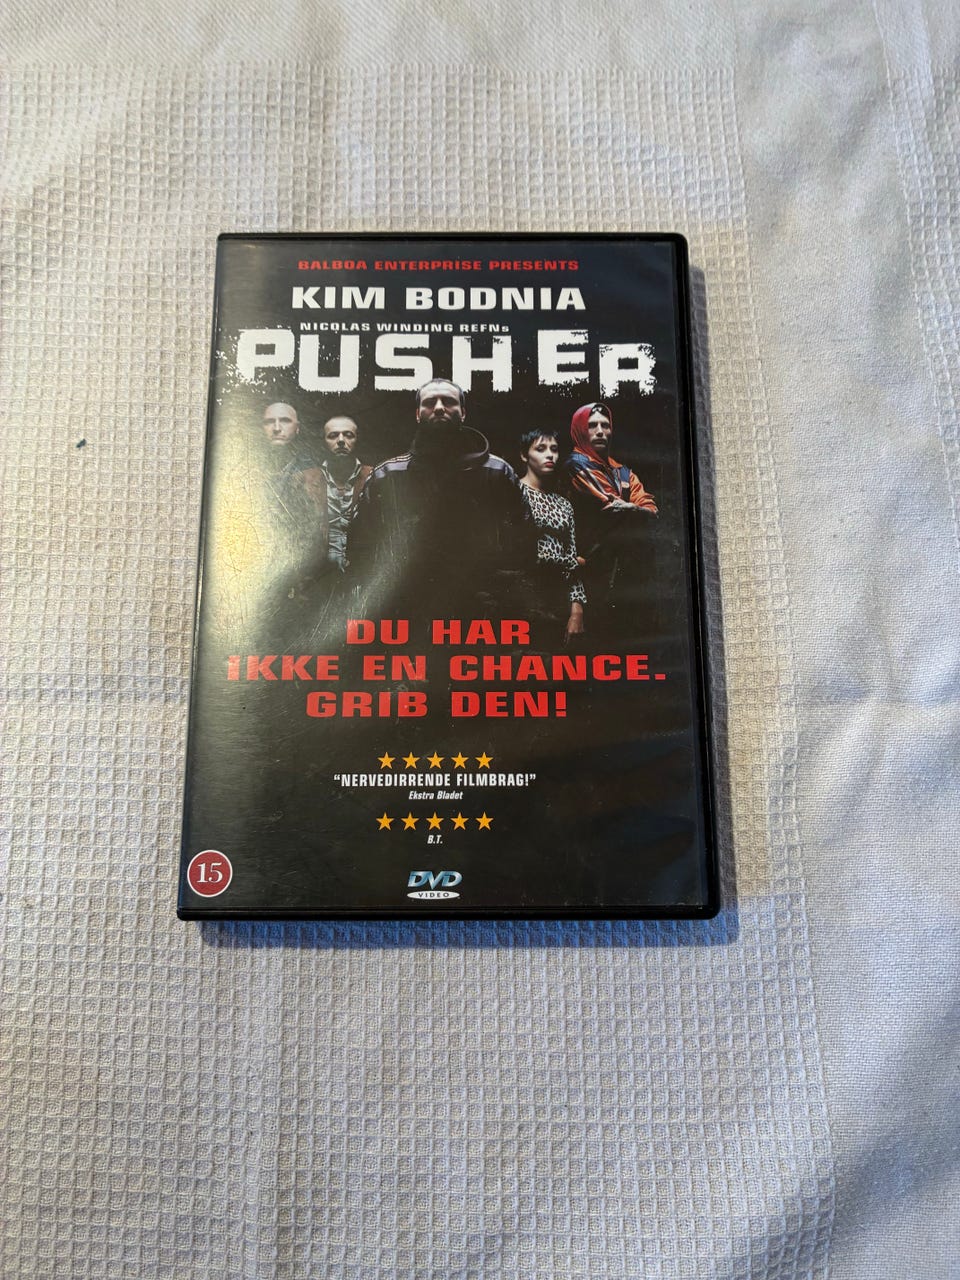 BALBOA ENTERPRISE PRESENTS
KIM BODNIA
NICOLAS WINDING REFNs
PUSHER
DU HAR
IKKE EN CHANCE.
GRIB DEN!
“NERVEDIRRENDE FILMBRAG!”
Ekstra Bladet
B.T.
15
DVD
VIDEO